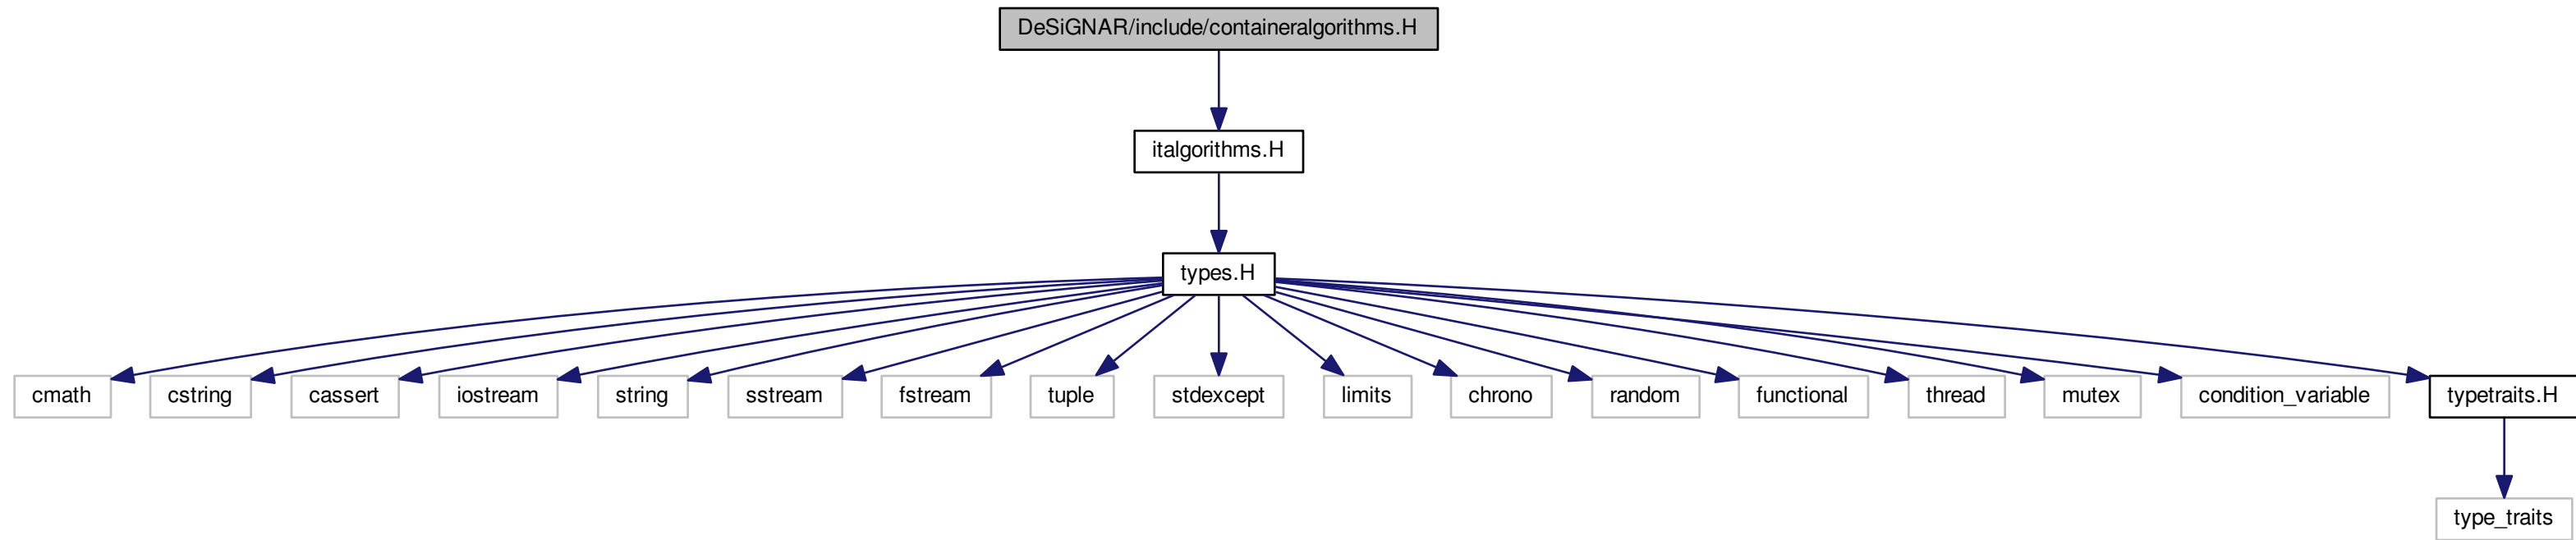 DeSiGNAR/include/containeralgorithms.H
italgorithms.H
types.H
cmath
cstring
cassert
iostream
string
sstream
fstream
tuple
stdexcept
limits
chrono
random
functional
thread
mutex
condition_variable
typetraits.H
type_traits